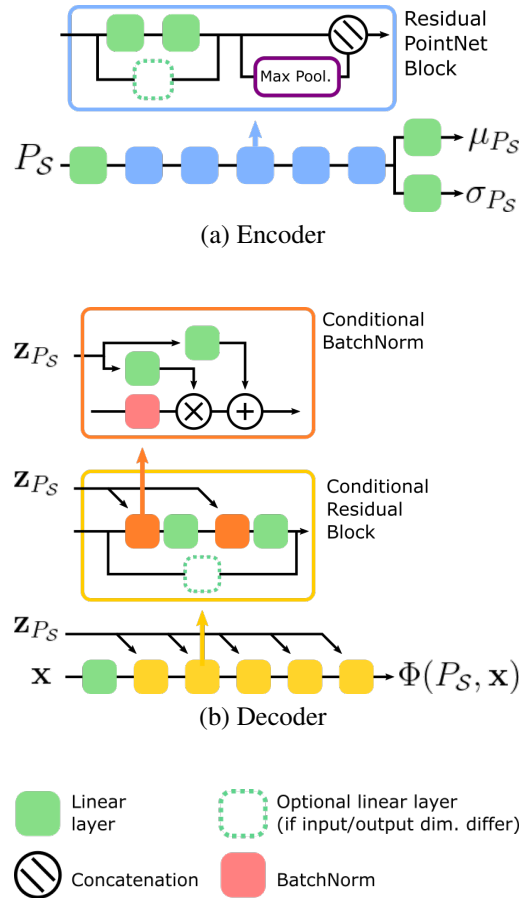 Residual
PointNet
Block
Max Pool.
P_𝒮
μ_{P_𝒮}
σ_{P_𝒮}
(a) Encoder
Conditional
BatchNorm
𝐳_{P_𝒮}
𝐳_{P_𝒮}
Conditional
Residual
Block
𝐳_{P_𝒮}
𝐱
Φ(P_𝒮, 𝐱)
(b) Decoder
Linear
layer
Optional linear layer
(if input/output dim. differ)
Concatenation
BatchNorm